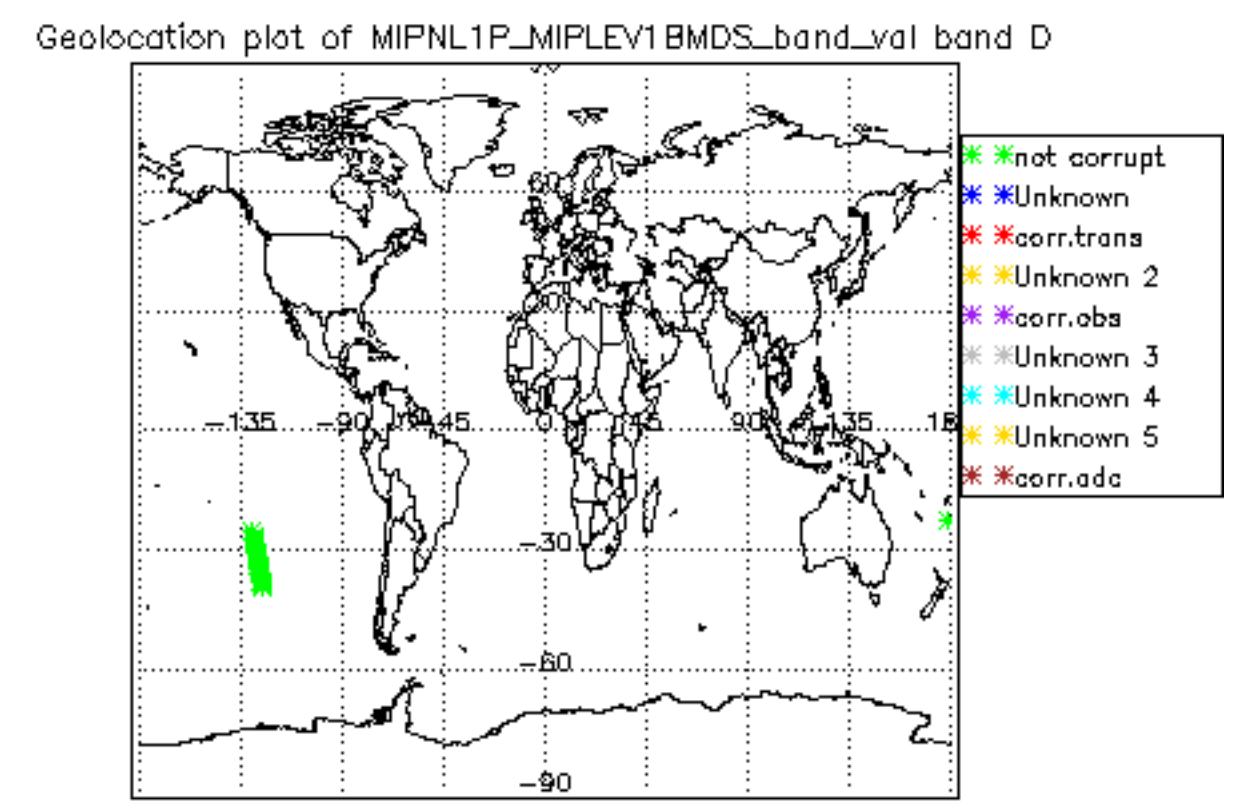 Geolocation plot of MIPNL1P_MIPLEV1BMDS_band_val band D
not corrupt
Unknown
corr.trans
Unknown 2
corr.obs
Unknown 3
Unknown 4
Unknown 5
corr.adc
60
-135 -90 -45 0 45 90 135
-30
-60
-90